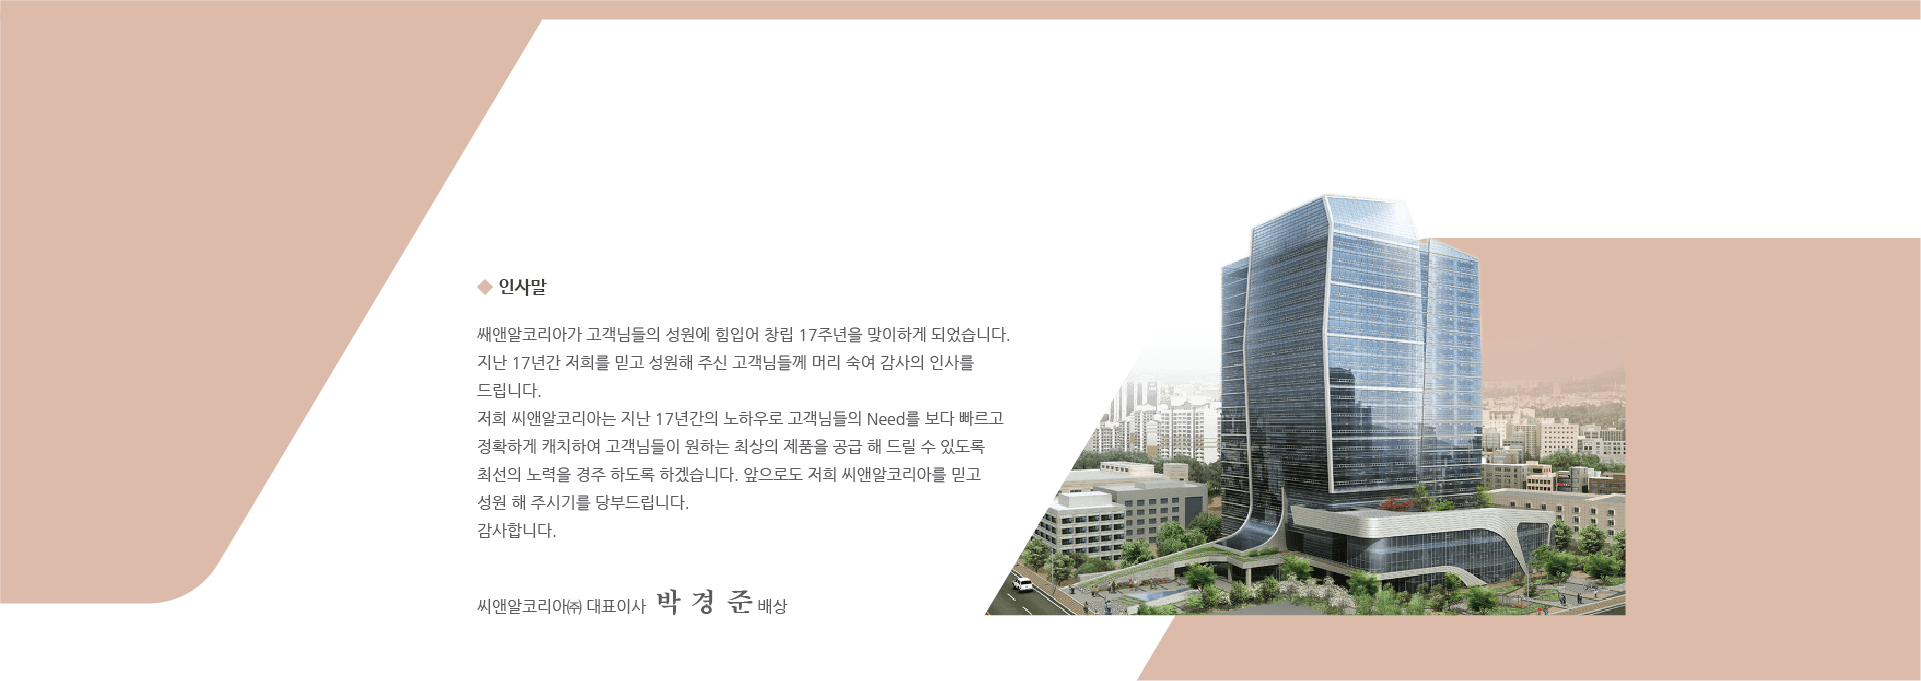 인사말
쌔앤알코리아가 고객님들의 성원에 힘입어 창립 17주년을 맞이하게 되었습니다.
지난 17년간 저희를 믿고 성원해 주신 고객님들께 머리 숙여 감사의 인사를
드립니다.
저희 씨앤알코리아는 지난 17년간의 노하우로 고객님들의 Need를 보다 빠르고
정확하게 캐치하여 고객님들이 원하는 최상의 제품을 공급 해 드릴 수 있도록
최선의 노력을 경주 하도록 하겠습니다. 앞으로도 저희 씨앤알코리아를 믿고
성원 해 주시기를 당부드립니다.
감사합니다.
씨앤알코리아㈜ 대표이사 박 경 준 배상